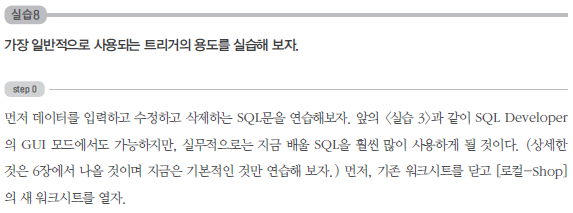 실습8
가장 일반적으로 사용되는 트리거의 용도를 실습해 보자.
step 0
먼저 데이터를 입력하고 수정하고 삭제하는 SQL문을 연습해보자. 앞의 <실습 3>과 같이 SQL Developer
의 GUI 모드에서도 가능하지만, 실무적으로는 지금 배울 SQL을 훨씬 많이 사용하게 될 것이다. (상세한
것은 6장에서 나올 것이며 지금은 기본적인 것만 연습해 보자.) 먼저, 기존 워크시트를 닫고 [로컬-Shop]
의 새 워크시트를 열자.